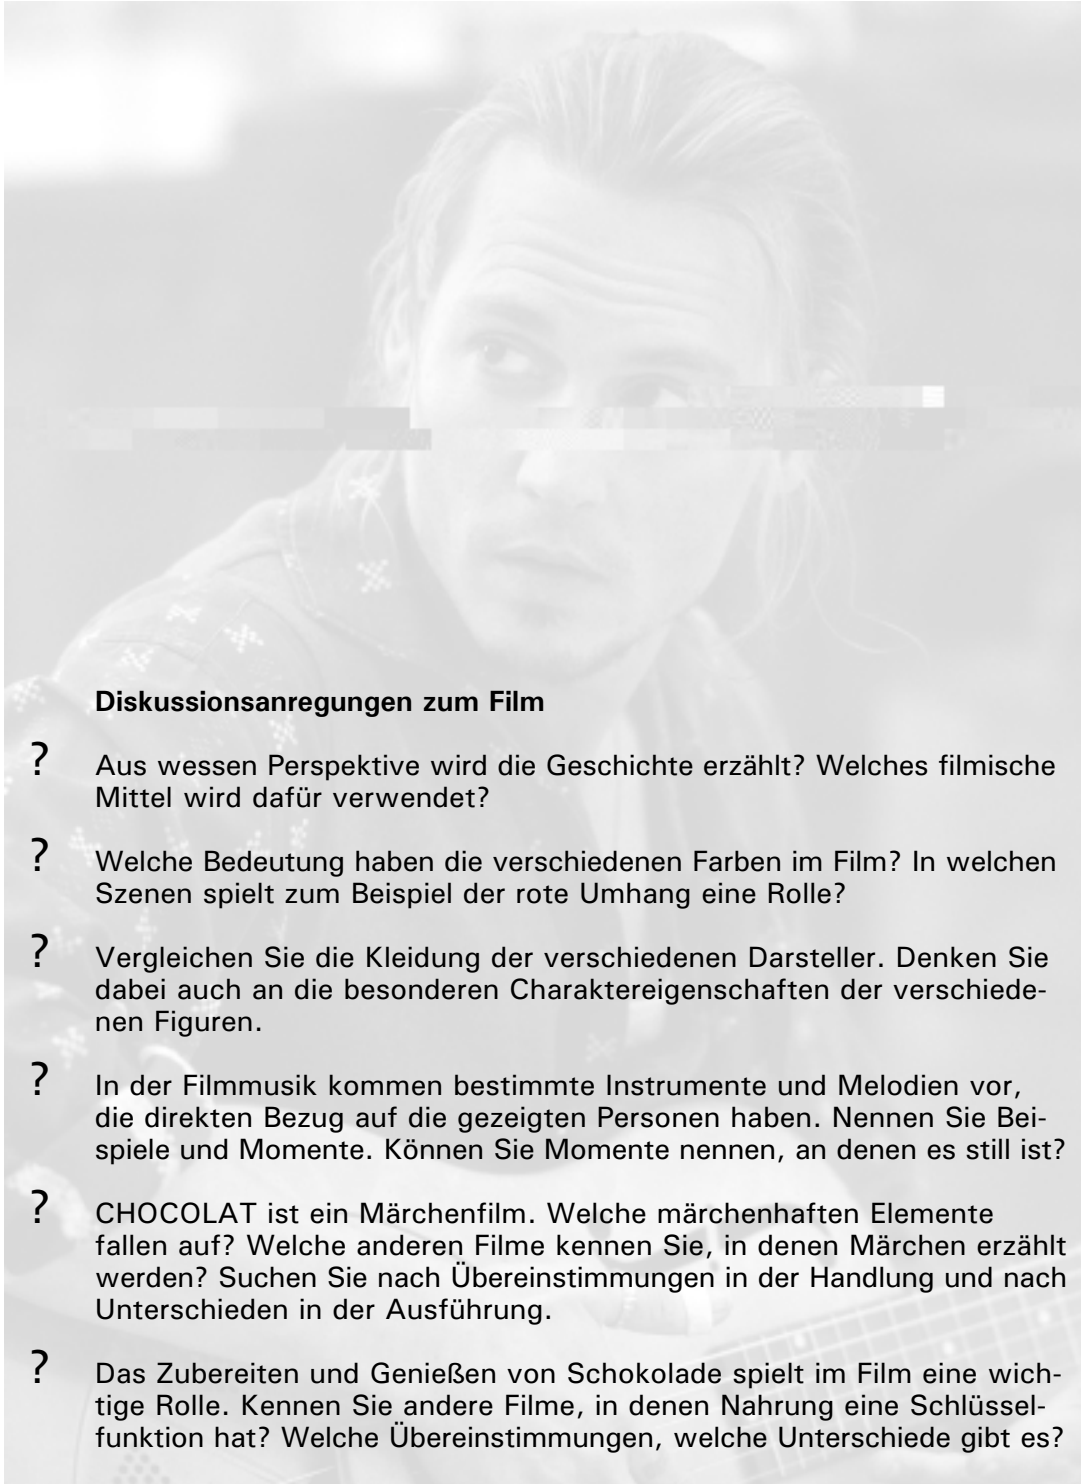 Diskussionsanregungen zum Film
? Aus wessen Perspektive wird die Geschichte erzählt? Welches filmische
Mittel wird dafür verwendet?
? Welche Bedeutung haben die verschiedenen Farben im Film? In welchen
Szenen spielt zum Beispiel der rote Umhang eine Rolle?
? Vergleichen Sie die Kleidung der verschiedenen Darsteller. Denken Sie
dabei auch an die besonderen Charaktereigenschaften der verschiede-
nen Figuren.
? In der Filmmusik kommen bestimmte Instrumente und Melodien vor,
die direkten Bezug auf die gezeigten Personen haben. Nennen Sie Bei-
spiele und Momente. Können Sie Momente nennen, an denen es still ist?
? CHOCOLAT ist ein Märchenfilm. Welche märchenhaften Elemente
fallen auf? Welche anderen Filme kennen Sie, in denen Märchen erzählt
werden? Suchen Sie nach Übereinstimmungen in der Handlung und nach
Unterschieden in der Ausführung.
? Das Zubereiten und Genießen von Schokolade spielt im Film eine wich-
tige Rolle. Kennen Sie andere Filme, in denen Nahrung eine Schlüssel-
funktion hat? Welche Übereinstimmungen, welche Unterschiede gibt es?